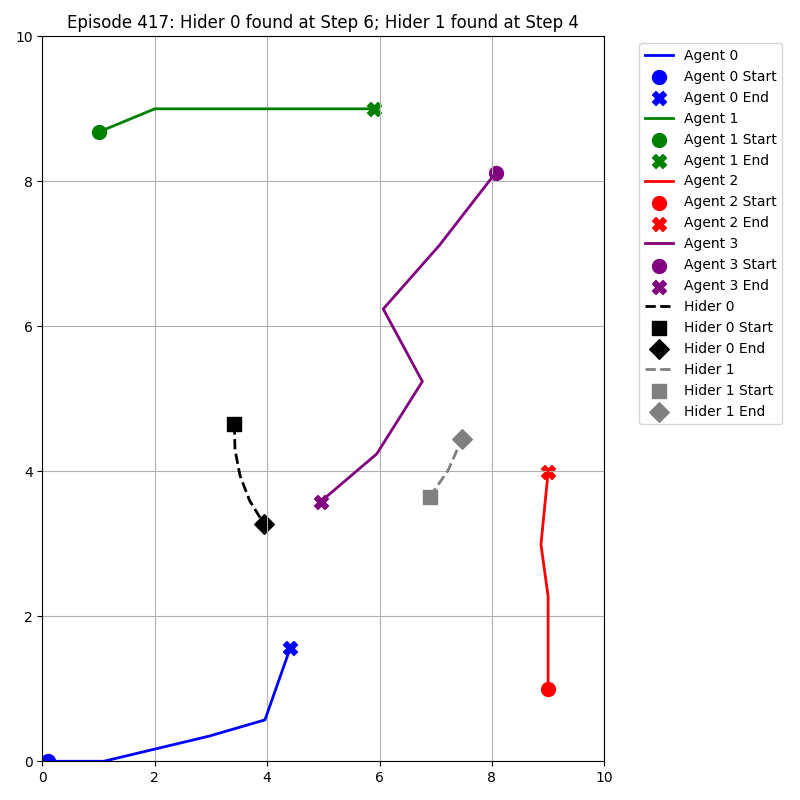 Episode 417: Hider 0 found at Step 6; Hider 1 found at Step 4
10
8
6
4
2
0
0
2
4
6
8
10
Agent 0
Agent 0 Start
Agent 0 End
Agent 1
Agent 1 Start
Agent 1 End
Agent 2
Agent 2 Start
Agent 2 End
Agent 3
Agent 3 Start
Agent 3 End
Hider 0
Hider 0 Start
Hider 0 End
Hider 1
Hider 1 Start
Hider 1 End